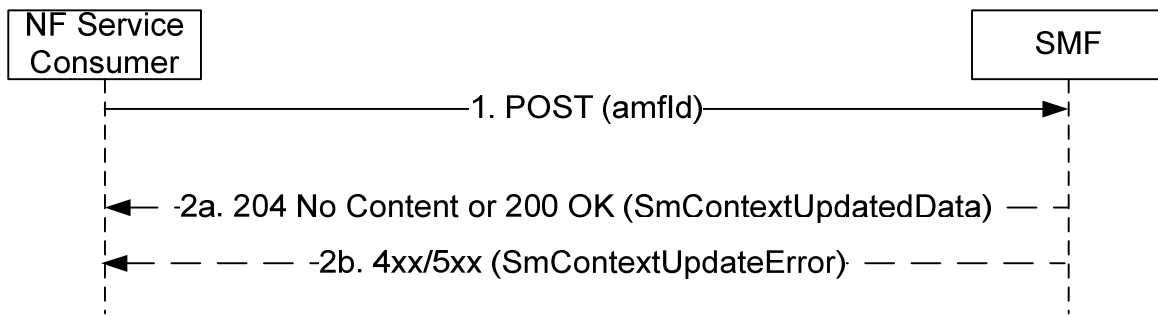 NF Service
Consumer
SMF
1. POST (amfId)
2a. 204 No Content or 200 OK (SmContextUpdatedData)
2b. 4xx/5xx (SmContextUpdateError)